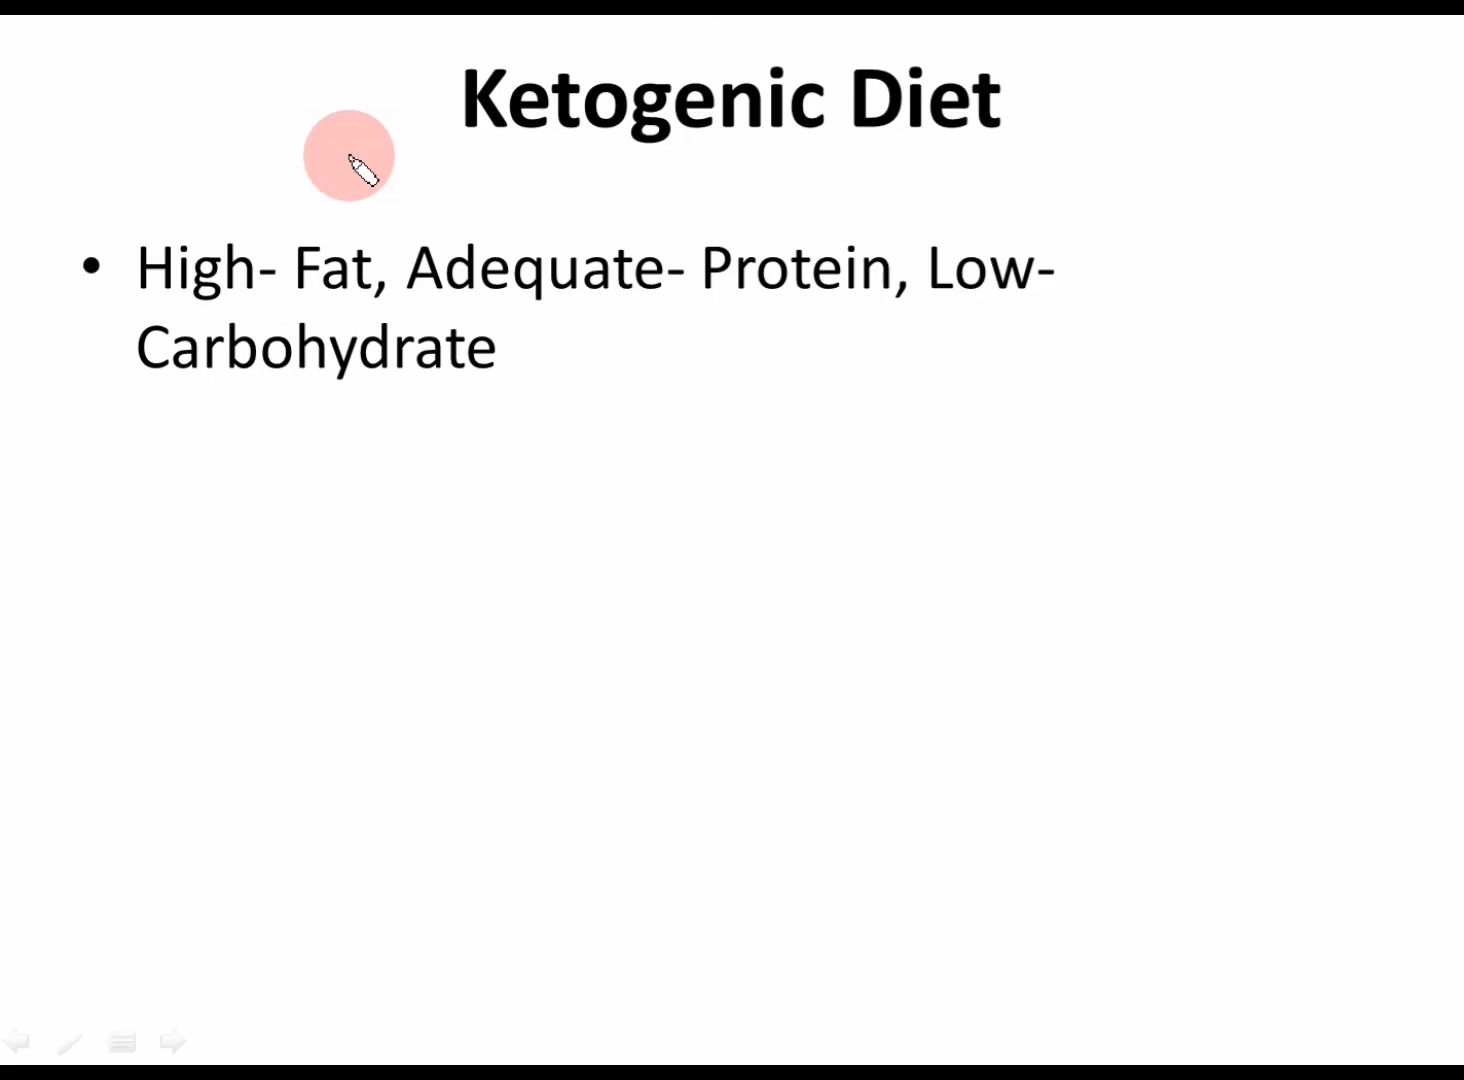 Ketogenic Diet
• High- Fat, Adequate- Protein, Low-
Carbohydrate